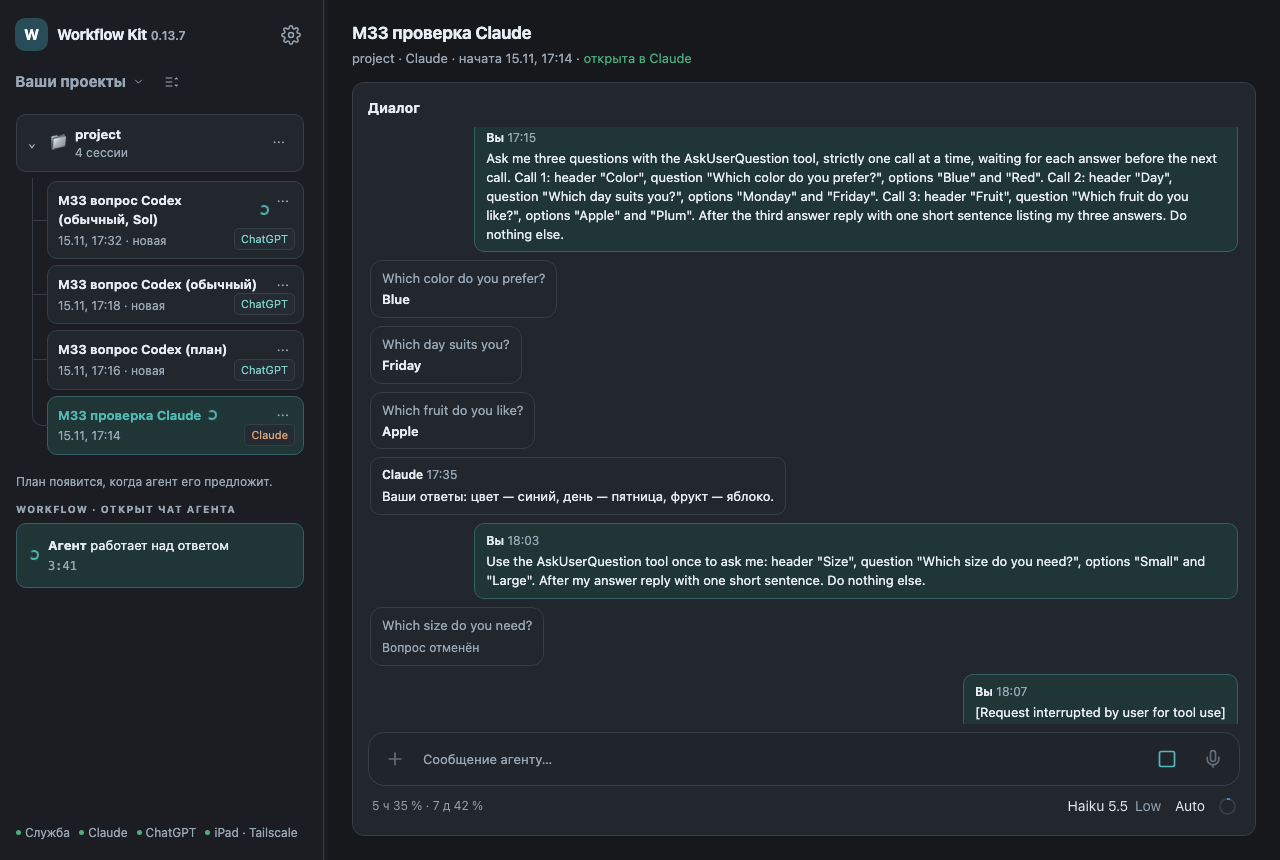 W
Workflow Kit 0.13.7
Ваши проекты
project
4 сессии
М33 вопрос Codex
(обычный, Sol)
15.11, 17:32 · новая
ChatGPT
М33 вопрос Codex (обычный)
15.11, 17:18 · новая
ChatGPT
М33 вопрос Codex (план)
15.11, 17:16 · новая
ChatGPT
М33 проверка Claude
15.11, 17:14
Claude
План появится, когда агент его предложит.
WORKFLOW · ОТКРЫТ ЧАТ АГЕНТА
Агент работает над ответом
3:41
Служба
Claude
ChatGPT
iPad · Tailscale
М33 проверка Claude
project · Claude · начата 15.11, 17:14 · открыта в Claude
Диалог
Вы 17:15
Ask me three questions with the AskUserQuestion tool, strictly one call at a time, waiting for each answer before the next
call. Call 1: header "Color", question "Which color do you prefer?", options "Blue" and "Red". Call 2: header "Day",
question "Which day suits you?", options "Monday" and "Friday". Call 3: header "Fruit", question "Which fruit do you
like?", options "Apple" and "Plum". After the third answer reply with one short sentence listing my three answers. Do
nothing else.
Which color do you prefer?
Blue
Which day suits you?
Friday
Which fruit do you like?
Apple
Claude 17:35
Ваши ответы: цвет — синий, день — пятница, фрукт — яблоко.
Вы 18:03
Use the AskUserQuestion tool once to ask me: header "Size", question "Which size do you need?", options "Small" and
"Large". After my answer reply with one short sentence. Do nothing else.
Which size do you need?
Вопрос отменён
Вы 18:07
[Request interrupted by user for tool use]
Сообщение агенту...
5 ч 35 % · 7 д 42 %
Haiku 5.5 Low Auto